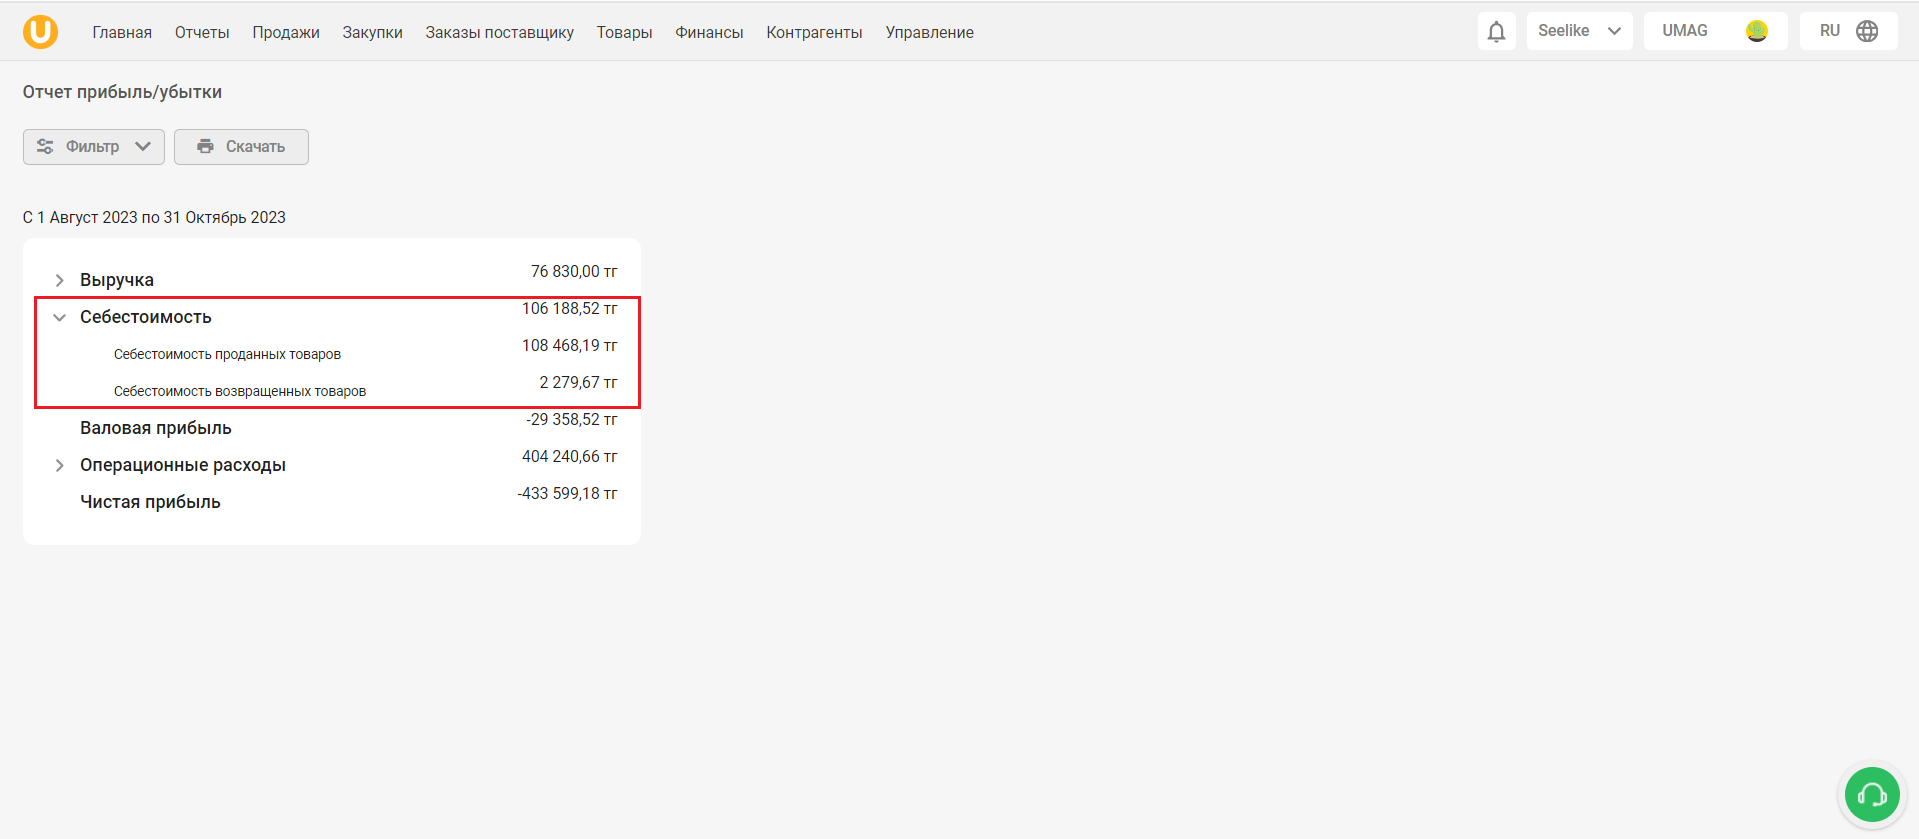 U Главная Отчеты Продажи Закупки Заказы поставщику Товары Финансы Контрагенты Управление Seelike UMAG RU
Отчет прибыль/убытки
Фильтр Скачать
С 1 Август 2023 по 31 Октябрь 2023
Выручка 76 830,00 тг
Себестоимость 106 188,52 тг
Себестоимость проданных товаров 108 468,19 тг
Себестоимость возвращенных товаров 2 279,67 тг
Валовая прибыль -29 358,52 тг
Операционные расходы 404 240,66 тг
Чистая прибыль -433 599,18 тг